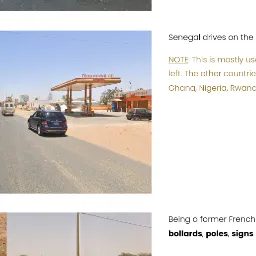 Senegal drives on the
NOTE: This is mostly us
left. The other countrie
Ghana, Nigeria, Rwanc
Being a former French
bollards, poles, signs